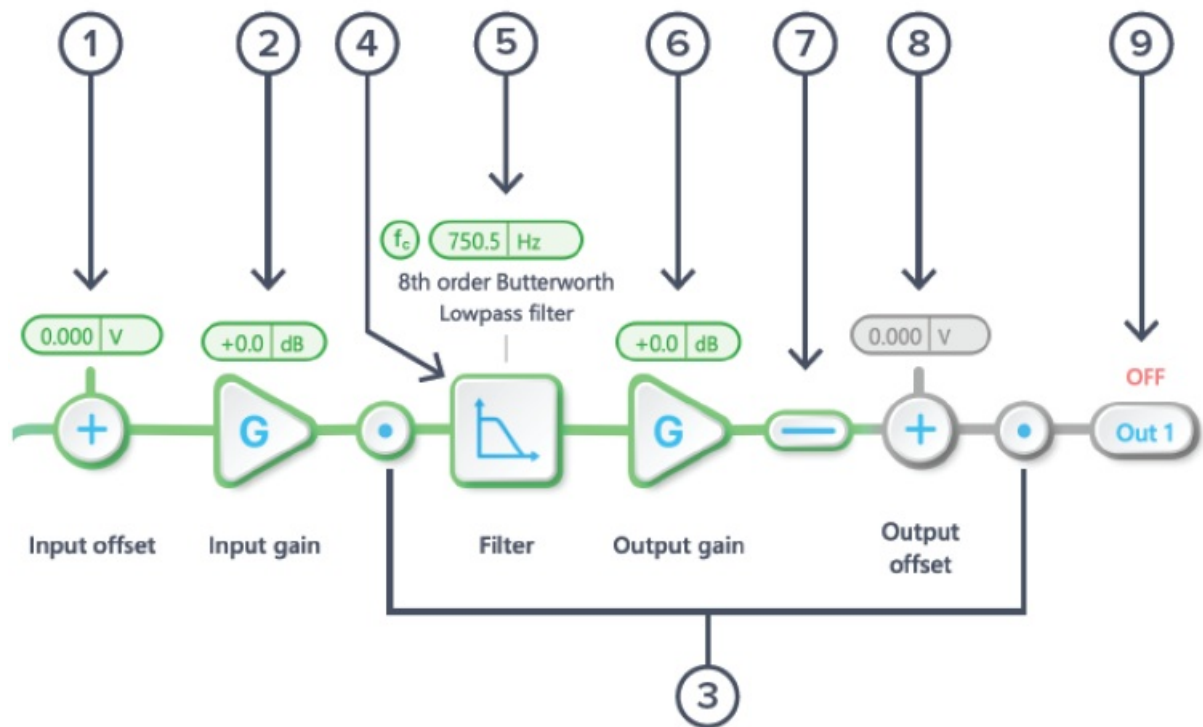 1 2 4 5 6 7 8 9
fc 750.5 Hz
8th order Butterworth
Lowpass filter
0.000 V
+0.0 dB
+0.0 dB
0.000 V
OFF
+
G
G
+
Out 1
Input offset
Input gain
Filter
Output gain
Output
offset
3